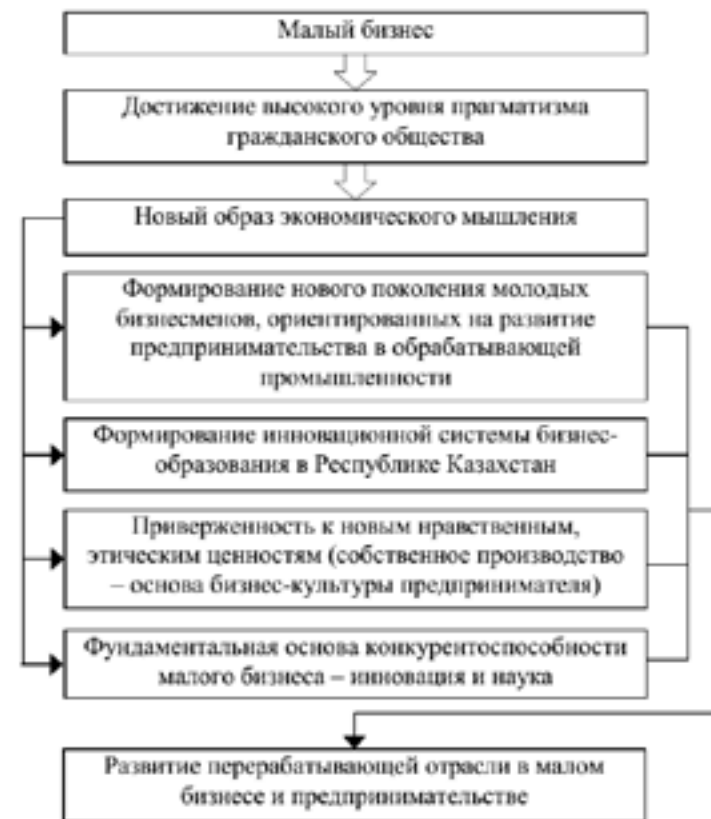 Малый бизнес
Достижение высокого уровня прагматизма
гражданского общества
Новый образ экономического мышления
Формирование нового поколения молодых
бизнесменов, ориентированных на развитие
предпринимательства в обрабатывающей
промышленности
Формирование инновационной системы бизнес-
образования в Республике Казахстан
Приверженность к новым нравственным,
этическим ценностям (собственное производство
– основа бизнес-культуры предпринимателя)
Фундаментальная основа конкурентоспособности
малого бизнеса – инновация и наука
Развитие перерабатывающей отрасли в малом
бизнесе и предпринимательстве